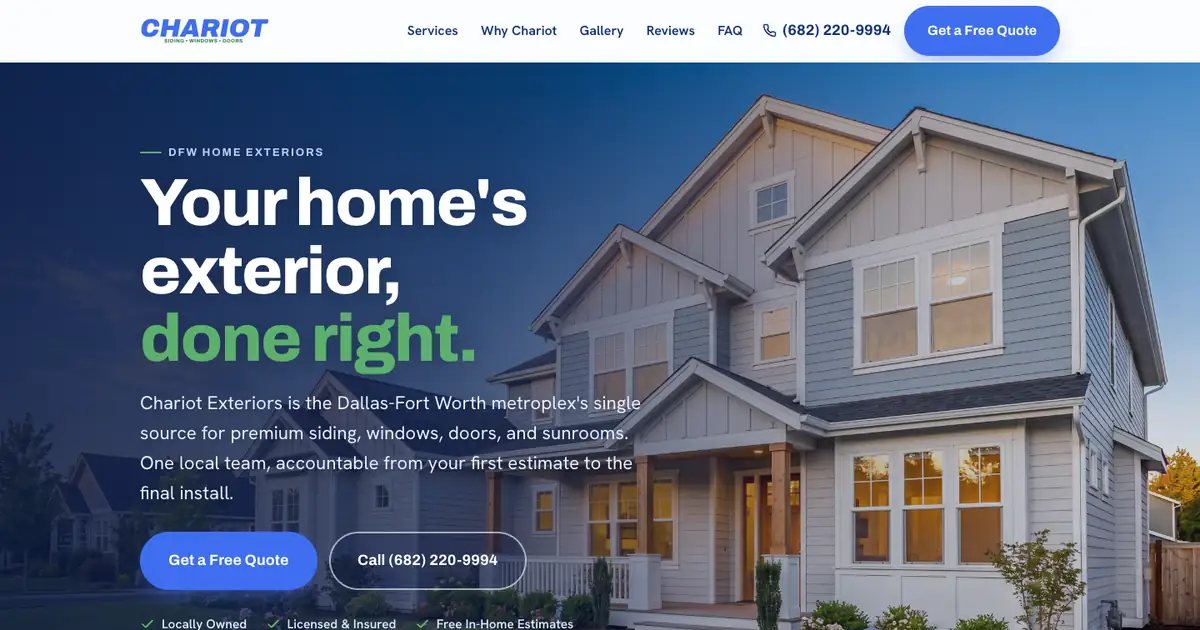 CHARIOT
SIDING • WINDOWS • DOORS
Services
Why Chariot
Gallery
Reviews
FAQ
(682) 220-9994
Get a Free Quote
DFW HOME EXTERIORS
Your home's
exterior,
done right.
Chariot Exteriors is the Dallas-Fort Worth metroplex's single
source for premium siding, windows, doors, and sunrooms.
One local team, accountable from your first estimate to the
final install.
Get a Free Quote
Call (682) 220-9994
Locally Owned
Licensed & Insured
Free In-Home Estimates